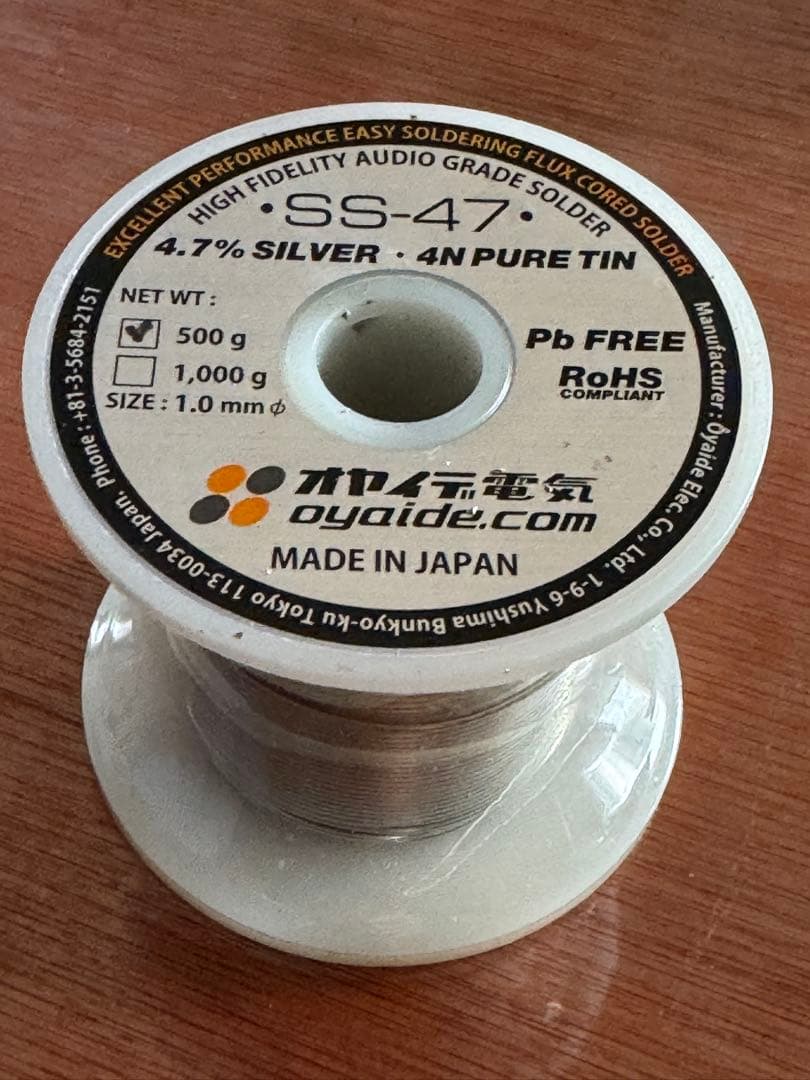 EXCELLENT PERFORMANCE EASY SOLDERING FLUX CORED SOLDER
HIGH FIDELITY AUDIO GRADE SOLDER
•SS-47•
4.7% SILVER · 4N PURE TIN
NET WT :
500 g
1,000 g
SIZE : 1.0 mm φ
Pb FREE
RoHS
COMPLIANT
オヤイデ電気
oyaide.com
MADE IN JAPAN
Manufacturer : Oyaide Elec. Co., Ltd. 1-9-6 Yushima Bunkyo-ku Tokyo 113-0034 Japan. Phone : +81-3-5684-2151